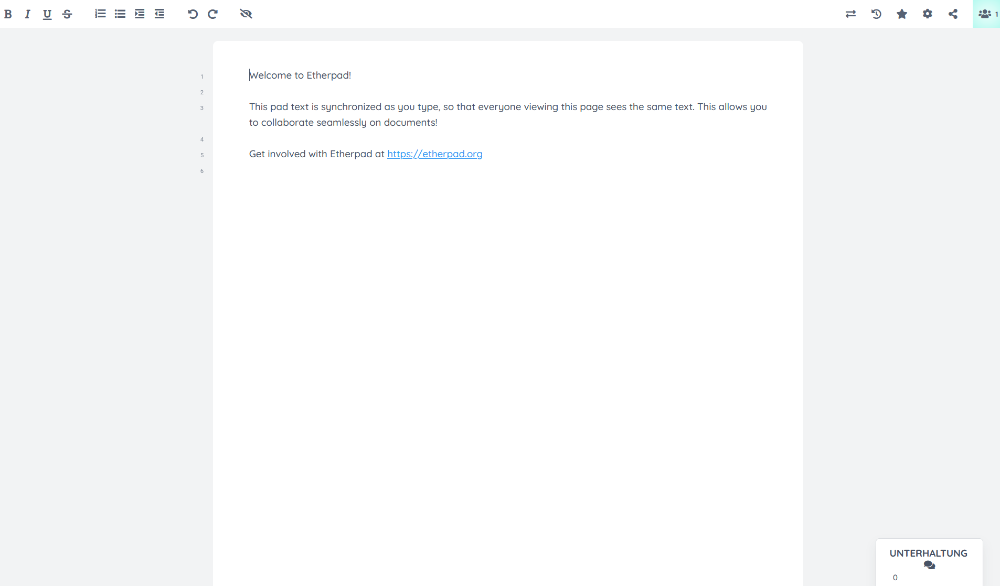 B I U S
1
1 Welcome to Etherpad!
2
3 This pad text is synchronized as you type, so that everyone viewing this page sees the same text. This allows you
to collaborate seamlessly on documents!
4
5 Get involved with Etherpad at https://etherpad.org
6
UNTERHALTUNG
0